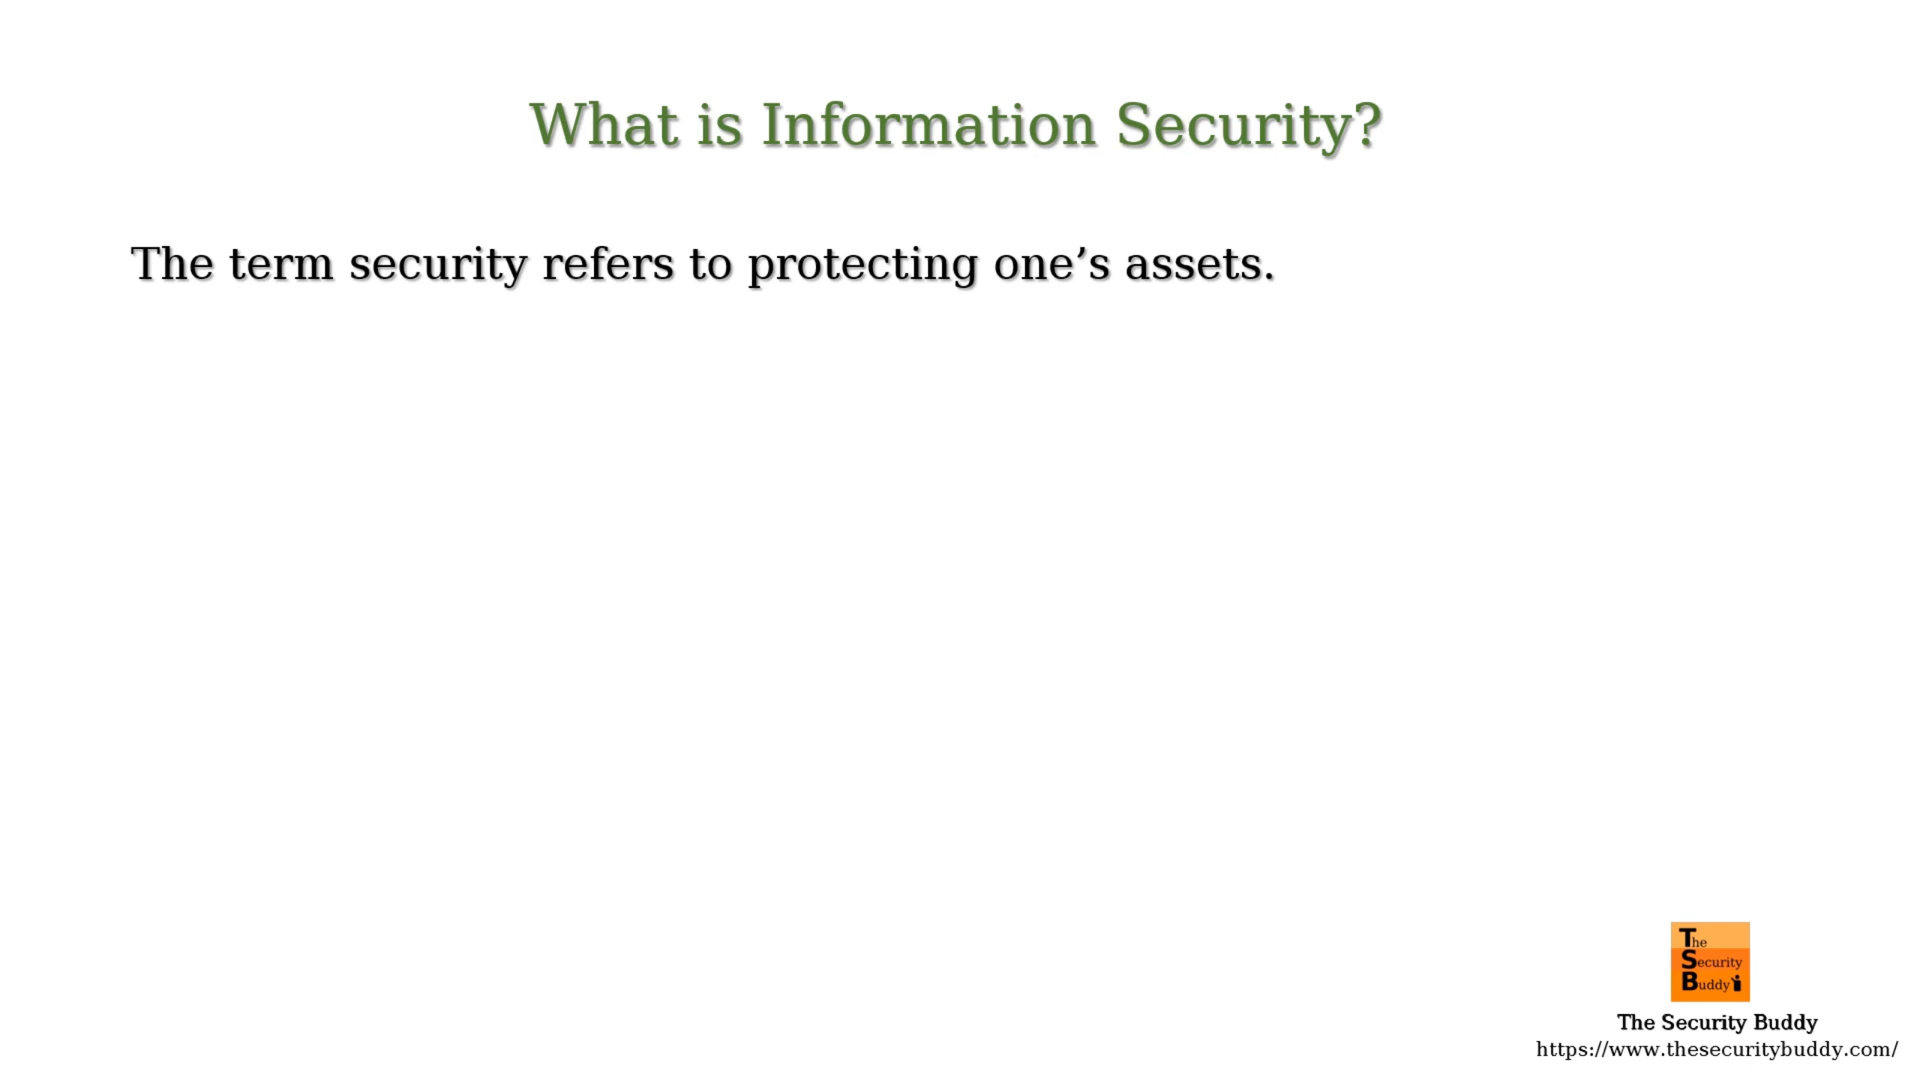 What is Information Security?
The term security refers to protecting one’s assets.
The
Security
Buddy
The Security Buddy
https://www.thesecuritybuddy.com/